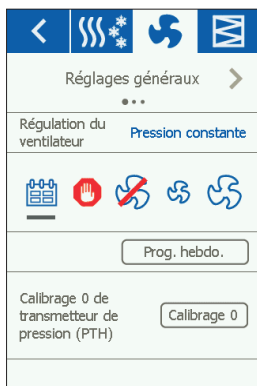 Réglages généraux
Régulation du
ventilateur
Pression constante
Prog. hebdo.
Calibrage 0 de
transmetteur de
pression (PTH)
Calibrage 0